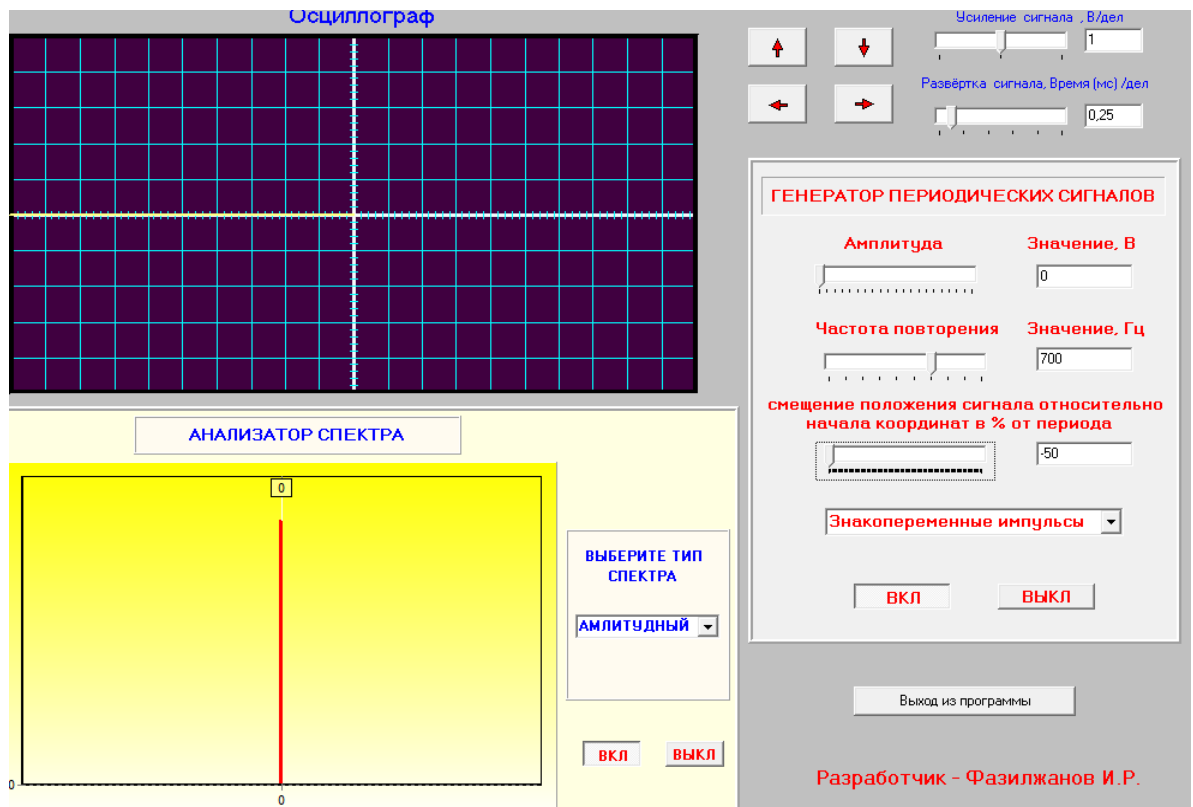 Осциллограф
Усиление сигнала , В/дел
1
Развёртка сигнала, Время (мс) /дел
0,25
ГЕНЕРАТОР ПЕРИОДИЧЕСКИХ СИГНАЛОВ
Амплитуда
Значение, В
0
Частота повторения
Значение, Гц
700
смещение положения сигнала относительно
начала координат в % от периода
-50
Знакопеременные импульсы
ВКЛ
ВЫКЛ
АНАЛИЗАТОР СПЕКТРА
0
0
0
ВЫБЕРИТЕ ТИП
СПЕКТРА
АМЛИТУДНЫЙ
ВКЛ
ВЫКЛ
Выход из программы
Разработчик - Фазилжанов И.Р.